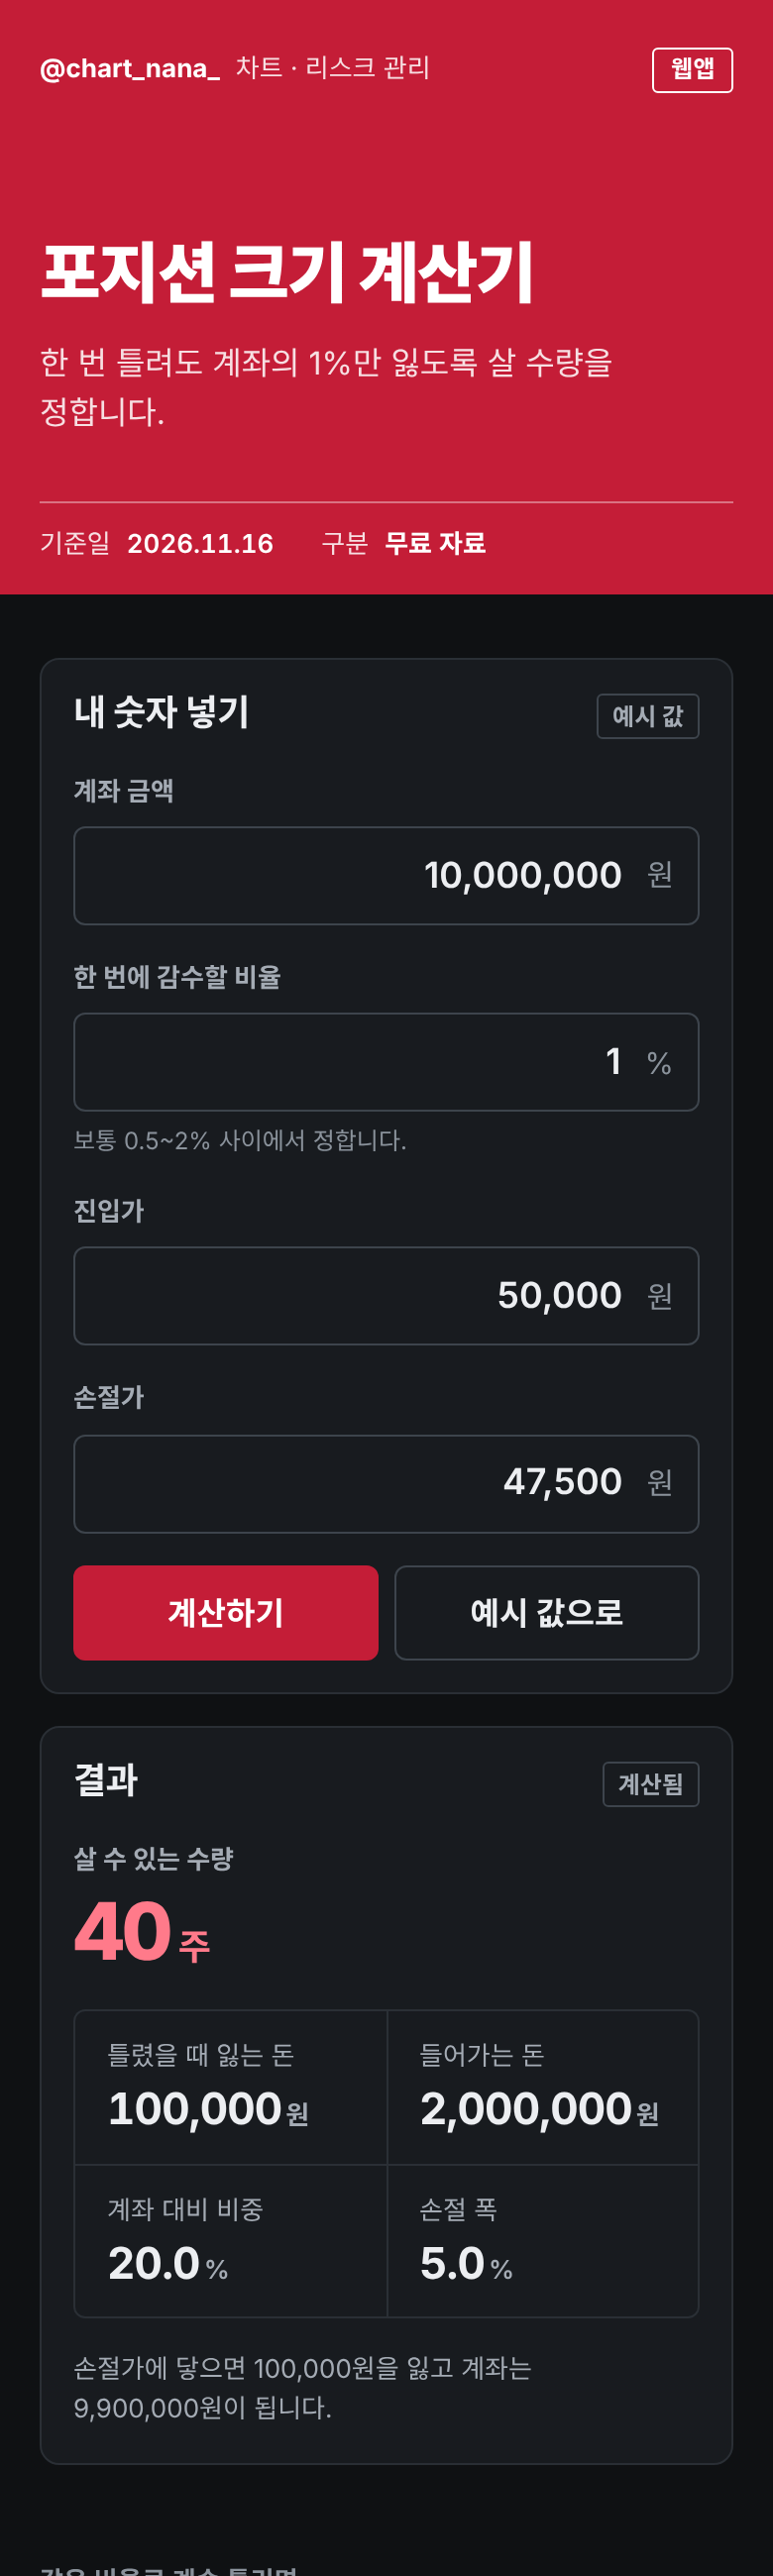 @chart_nana_ 차트 · 리스크 관리
웹앱
포지션 크기 계산기
한 번 틀려도 계좌의 1%만 잃도록 살 수량을
정합니다.
기준일 2026.11.16 구분 무료 자료
내 숫자 넣기
예시 값
계좌 금액
10,000,000 원
한 번에 감수할 비율
1 %
보통 0.5~2% 사이에서 정합니다.
진입가
50,000 원
손절가
47,500 원
계산하기
예시 값으로
결과
계산됨
살 수 있는 수량
40 주
틀렸을 때 잃는 돈
100,000원
들어가는 돈
2,000,000원
계좌 대비 비중
20.0%
손절 폭
5.0%
손절가에 닿으면 100,000원을 잃고 계좌는
9,900,000원이 됩니다.